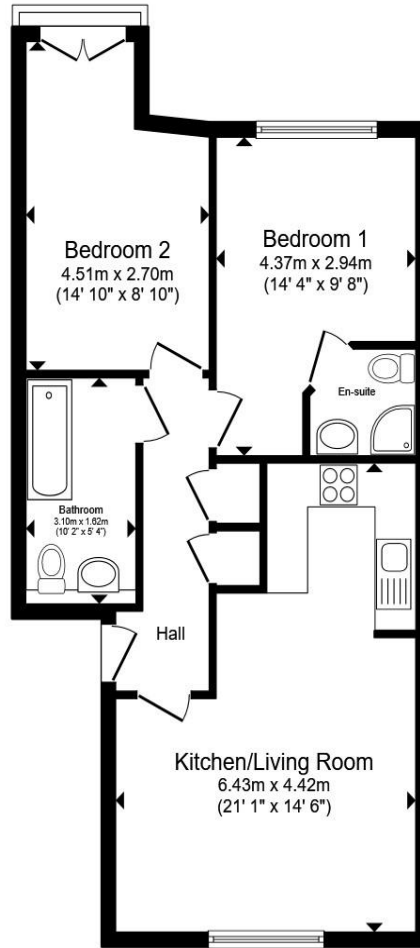 Bedroom 2
4.51m x 2.70m
(14' 10" x 8' 10")
Bedroom 1
4.37m x 2.94m
(14' 4" x 9' 8")
En-suite
Bathroom
3.10m x 1.62m
(10' 2" x 5' 4")
Hall
Kitchen/Living Room
6.43m x 4.42m
(21' 1" x 14' 6")